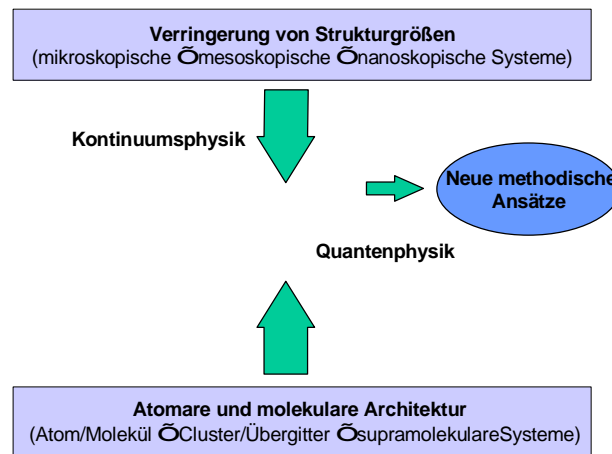 Verringerung von Strukturgrößen
(mikroskopische Õmesoskopische Õnanoskopische Systeme)
Kontinuumsphysik
Neue methodische
Ansätze
Quantenphysik
Atomare und molekulare Architektur
(Atom/Molekül ÕCluster/Übergitter ÕsupramolekulareSysteme)